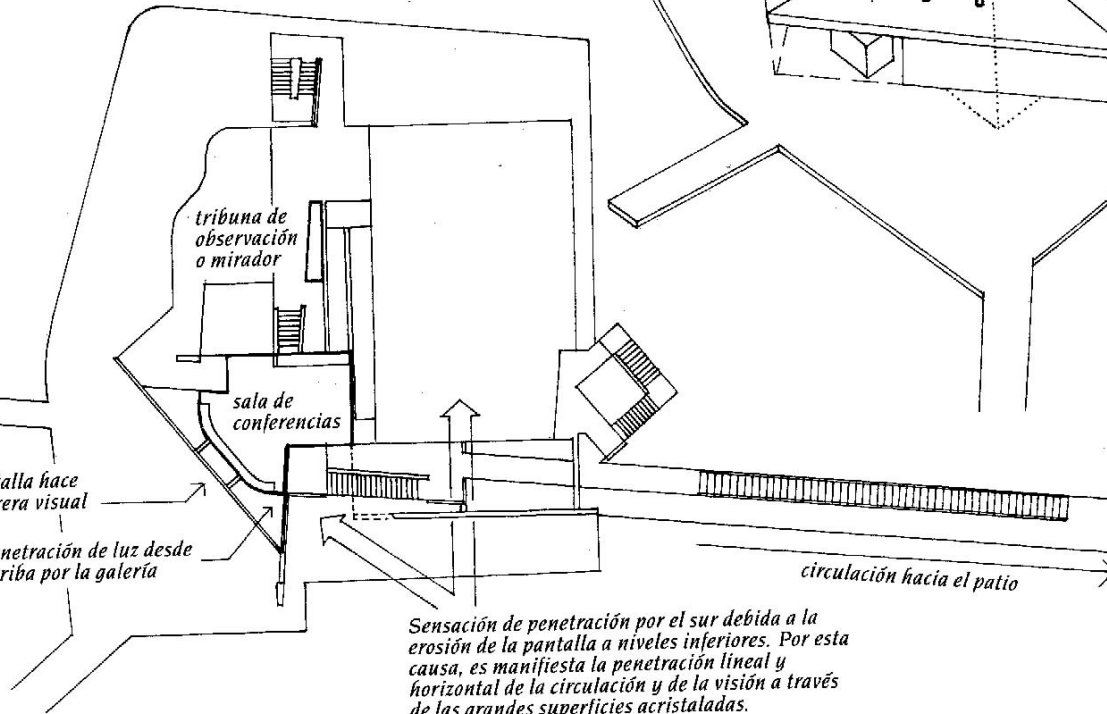 tribuna de
observación
o mirador
sala de
conferencias
alla hace
rera visual
netración de luz desde
riba por la galería
circulación hacia el patio
Sensación de penetración por el sur debida a la
erosión de la pantalla a niveles inferiores. Por esta
causa, es manifiesta la penetración lineal y
horizontal de la circulación y de la visión a través
de las grandes superficies acristaladas.